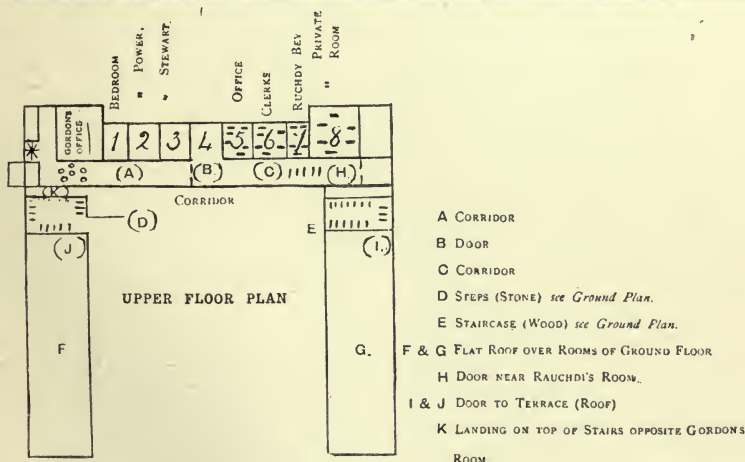 BEDROOM
" POWER,
" STEWART.
OFFICE
CLERKS
RUCHDY BEY
PRIVATE
" ROOM
GORDON'S
OFFICE
1 2 3 4 5 6 7 8
(A) (B.) (C) (H.)
(K)
CORRIDOR
(D) E
(J) (I.)
UPPER FLOOR PLAN
F G.
A CORRIDOR
B DOOR
C CORRIDOR
D STEPS (STONE) see Ground Plan.
E STAIRCASE (WOOD) see Ground Plan.
F & G FLAT ROOF OVER ROOMS OF GROUND FLOOR
H DOOR NEAR RAUCHDI'S ROOM.
I & J DOOR TO TERRACE (ROOF)
K LANDING ON TOP OF STAIRS OPPOSITE GORDONS
ROOM